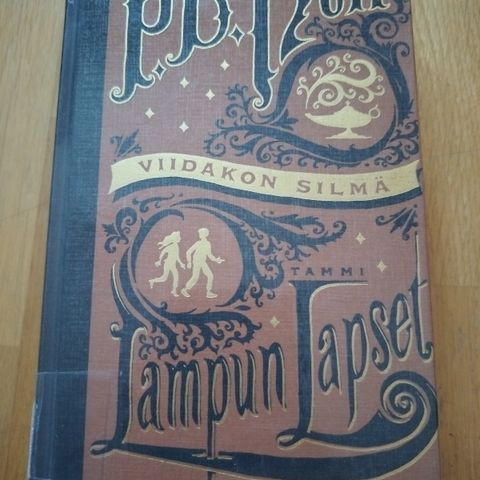 P.B. Kerr
VIIDAKON SILMÄ
TAMMI
Lampun Lapset